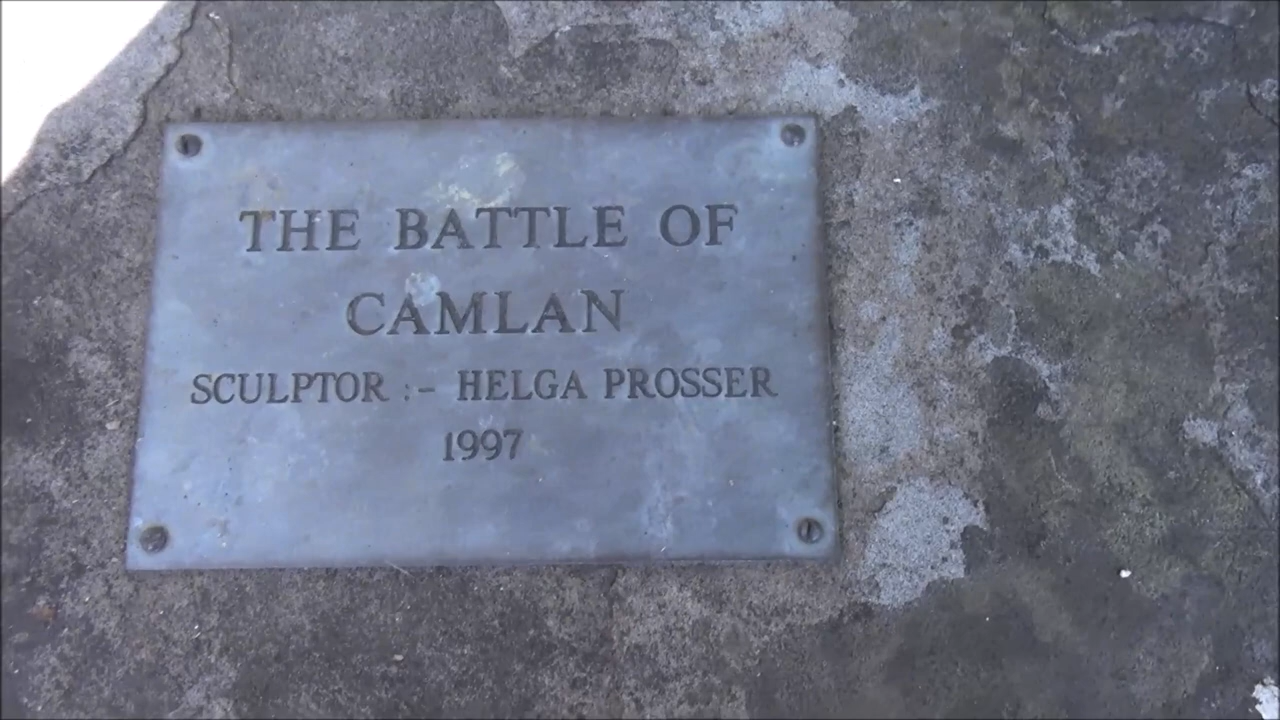 THE BATTLE OF
CAMLAN
SCULPTOR :- HELGA PROSSER
1997